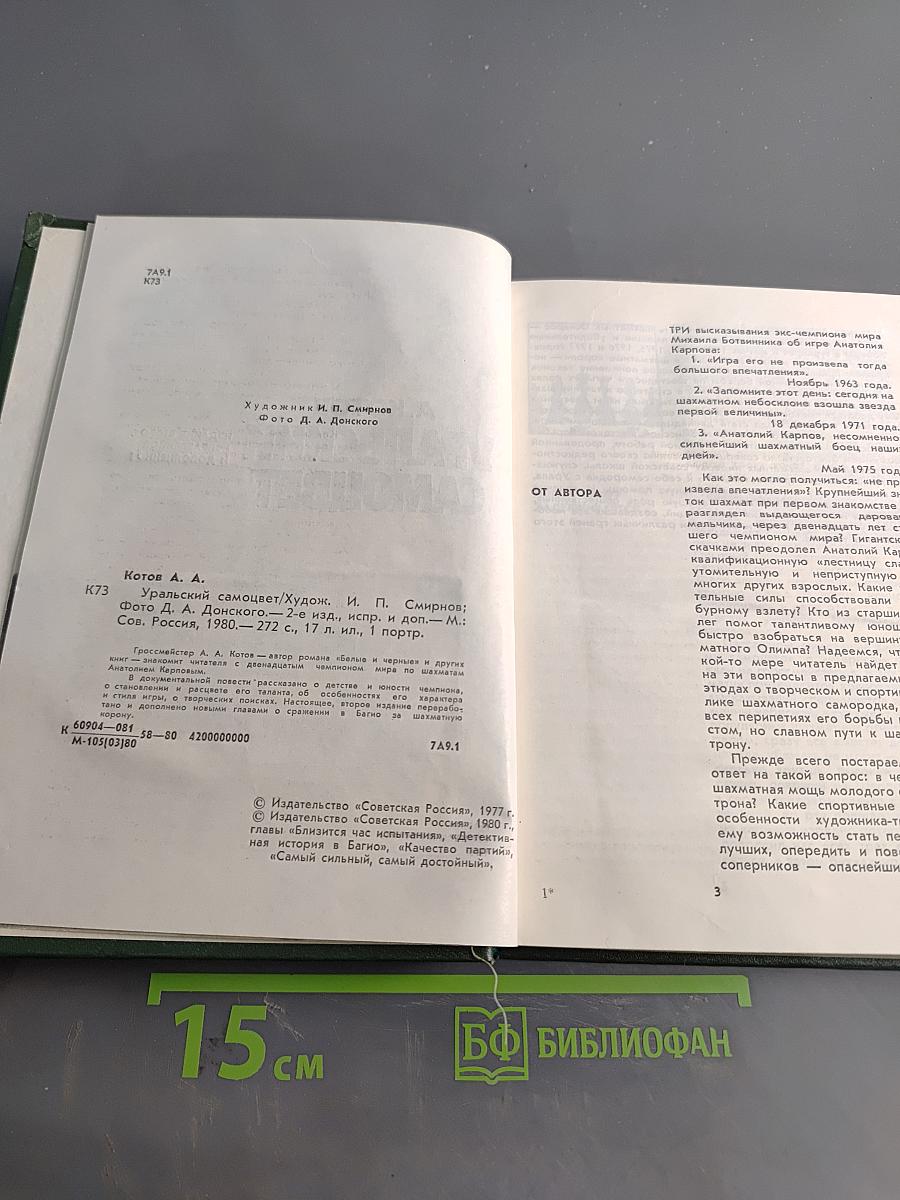 7А9.1
К73
Художник И. П. Смирнов
Фото Д. А. Донского
Котов А. А.
К73 Уральский самоцвет/Худож. И. П. Смирнов;
Фото Д. А. Донского.— 2-е изд., испр. и доп.— М.:
Сов. Россия, 1980.— 272 с., 17 л. ил., 1 портр.
Гроссмейстер А. А. Котов — автор романа «Белые и черные» и других
книг — знакомит читателя с двенадцатым чемпионом мира по шахматам
Анатолием Карповым.
В документальной повести рассказано о детстве и юности чемпиона,
о становлении и расцвете его таланта, об особенностях его характера
и стиля игры, о творческих поисках. Настоящее, второе издание перерабо-
тано и дополнено новыми главами о сражении в Багио за шахматную
корону.
К 60904—081 58—80 4200000000
М-105(03)80
7А9.1
© Издательство «Советская Россия», 1977 г.
© Издательство «Советская Россия», 1980 г.,
главы «Близится час испытания», «Детектив-
ная история в Багио», «Качество партий»,
«Самый сильный, самый достойный».
ОТ АВТОРА
ТРИ высказывания экс-чемпиона мира
Михаила Ботвинника об игре Анатолия
Карпова:
1. «Игра его не произвела тогда
большого впечатления».
Ноябрь 1963 года.
2. «Запомните этот день: сегодня на
шахматном небосклоне взошла звезда
первой величины».
18 декабря 1971 года.
3. «Анатолий Карпов, несомненно
сильнейший шахматный боец наши
дней».
Май 1975 год
Как это могло получиться: «не пр
извела впечатления»? Крупнейший зн
ток шахмат при первом знакомстве
разглядел выдающегося дарова
мальчика, через двенадцать лет ст
шего чемпионом мира? Гигантск
скачками преодолел Анатолий Кар
квалификационную «лестницу сла
утомительную и неприступную
многих других взрослых. Какие
тельные силы способствовали
бурному взлету? Кто из старши
лег помог талантливому юнош
быстро взобраться на вершин
матного Олимпа? Надеемся, чт
кой-то мере читатель найдет
на эти вопросы в предлагаем
этюдах о творческом и спорти
лике шахматного самородка,
всех перипетиях его борьбы
стом, но славном пути к ша
трону.
Прежде всего постарае
ответ на такой вопрос: в че
шахматная мощь молодого
трона? Какие спортивные
особенности художника-т
ему возможность стать пе
лучших, опередить и пов
соперников — опаснейши
1*
3
15 см
БФ БИБЛИОФАН